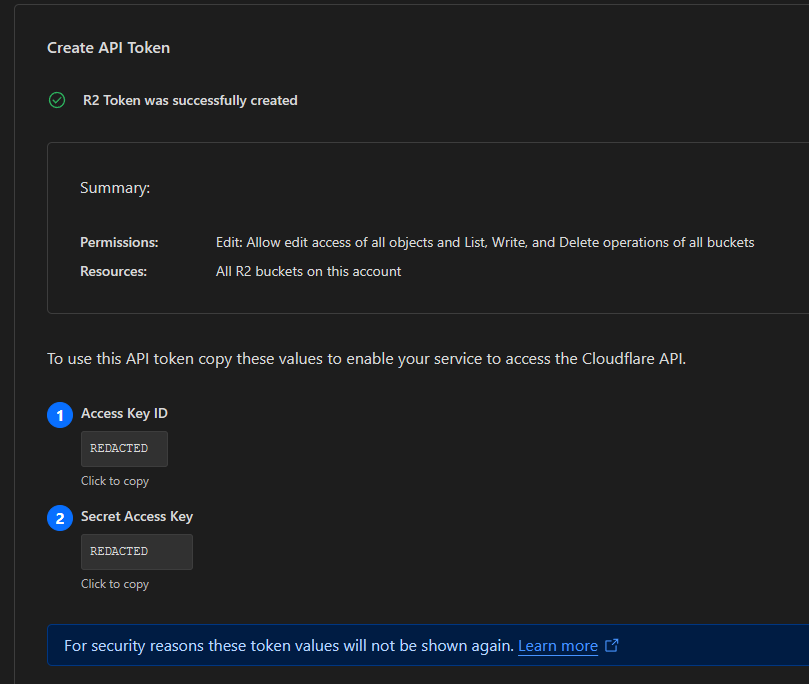 Create API Token
R2 Token was successfully created
Summary:
Permissions: Edit: Allow edit access of all objects and List, Write, and Delete operations of all buckets
Resources: All R2 buckets on this account
To use this API token copy these values to enable your service to access the Cloudflare API.
1 Access Key ID
REDACTED
Click to copy
2 Secret Access Key
REDACTED
Click to copy
For security reasons these token values will not be shown again. Learn more